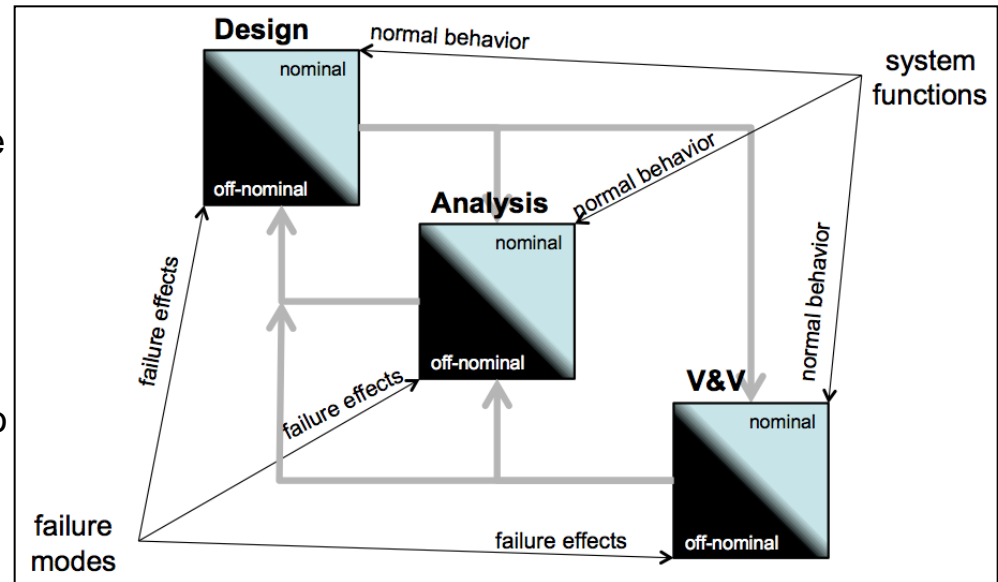 Design
normal behavior
nominal
system
functions
e
off-nominal
normal behavior
Analysis
nominal
normal behavior
failure effects
off-nominal
failure effects
V&V
nominal
failure
modes
failure effects
off-nominal